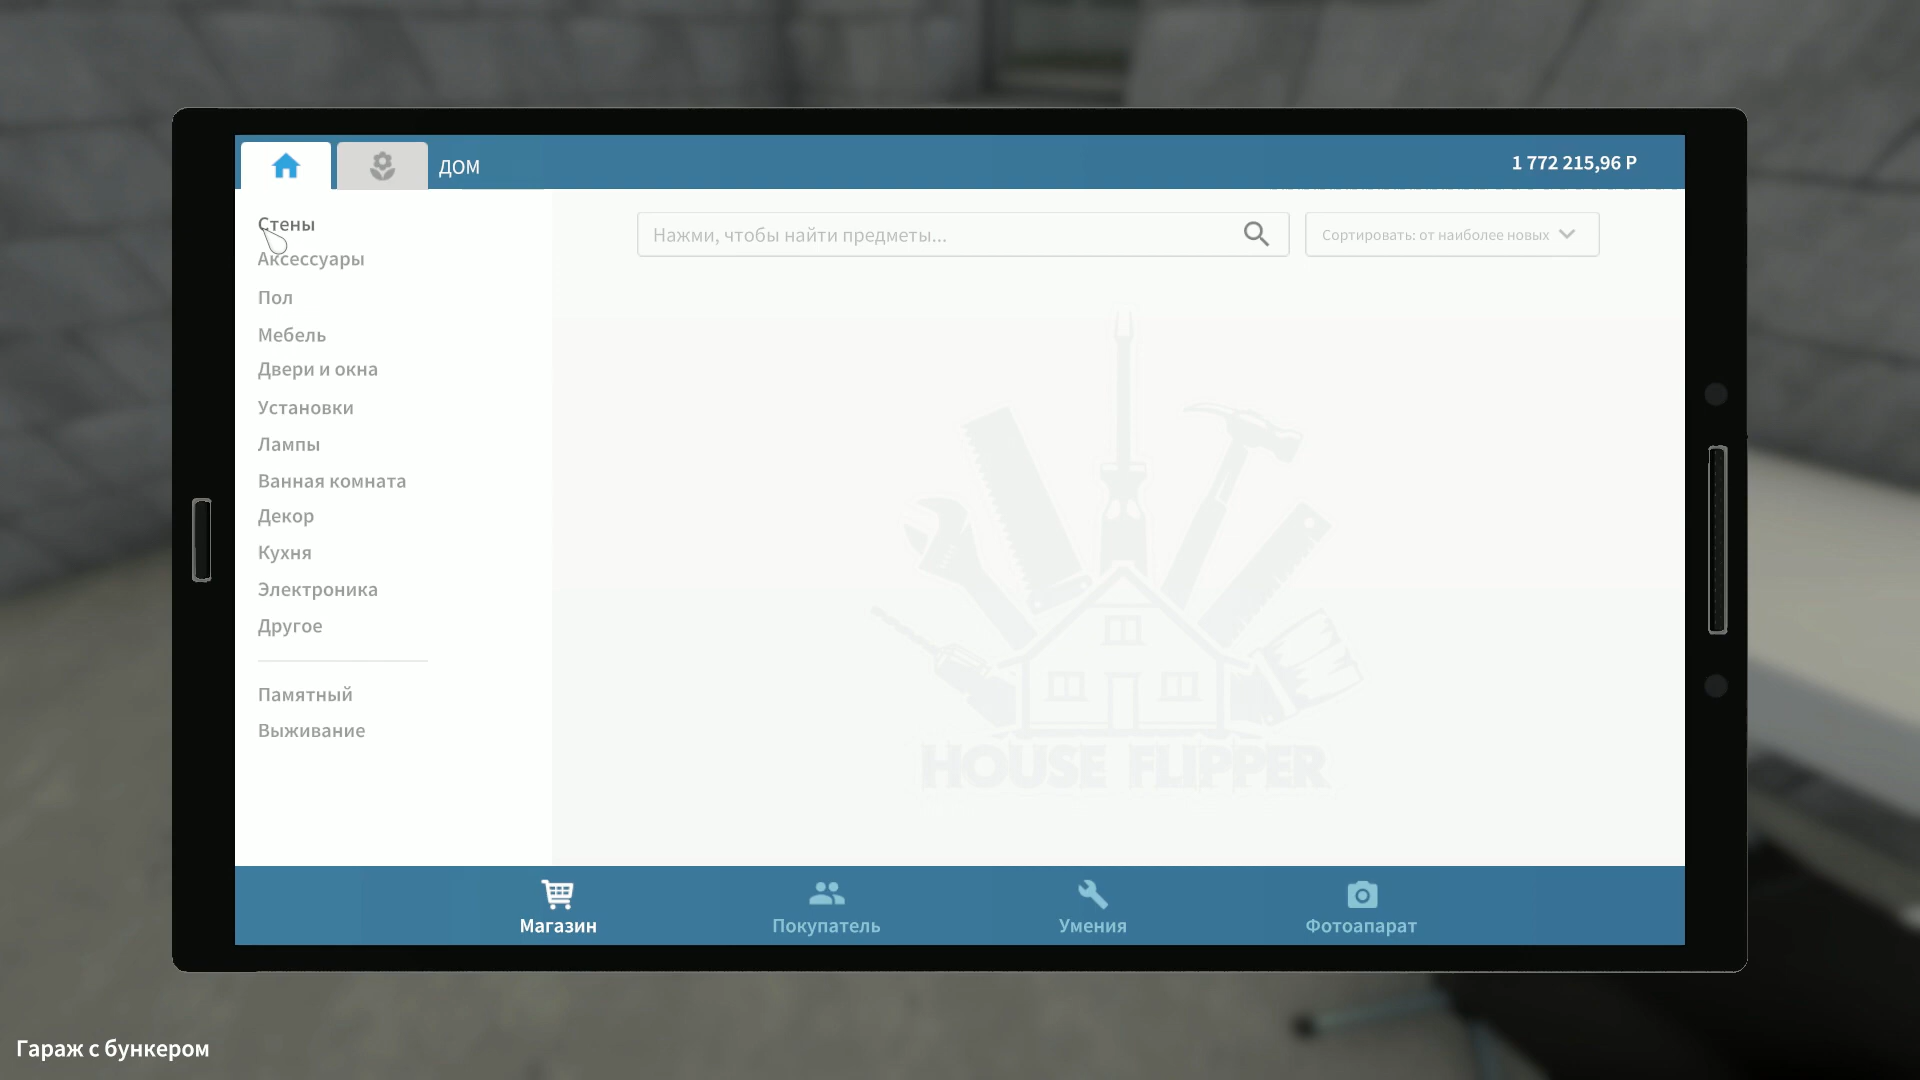 ДОМ
1 772 215,96 Р
Стены
Аксессуары
Пол
Мебель
Двери и окна
Установки
Лампы
Ванная комната
Декор
Кухня
Электроника
Другое
Памятный
Выживание
Нажми, чтобы найти предметы...
Сортировать: от наиболее новых
HOUSE FLIPPER
Магазин
Покупатель
Умения
Фотоапарат
Гараж с бункером